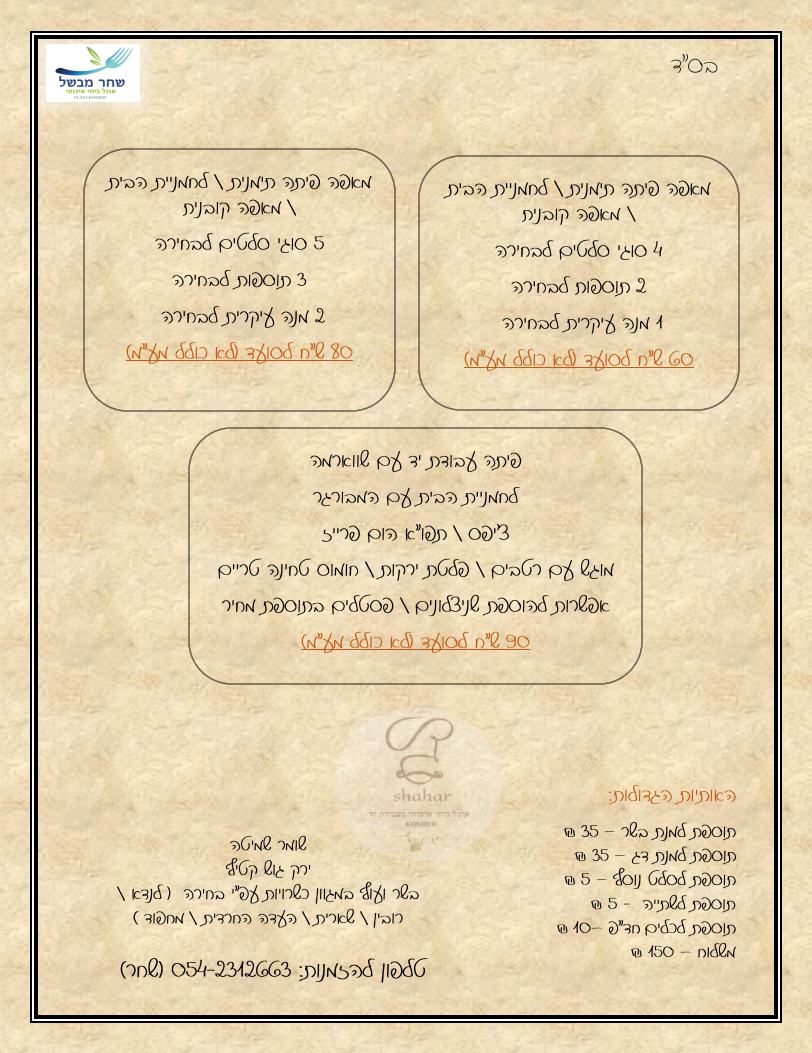 בס"ד
שחר מבשל
אוכל ביתי איכותי
GLATT KOSHER
מאפה פיתה תימנית \ לחמניית הבית
\ מאפה קובנית
4 סוגי סלטים לבחירה
2 תוספות לבחירה
1 מנה עיקרית לבחירה
60 ש"ח לסועד (לא כולל מע"מ)
מאפה פיתה תימנית \ לחמניית הבית
\ מאפה קובנית
5 סוגי סלטים לבחירה
3 תוספות לבחירה
2 מנה עיקרית לבחירה
80 ש"ח לסועד (לא כולל מע"מ)
פיתה עבודת יד עם שווארמה
לחמניית הבית עם המבורגר
צ'יפס \ תפו"א הום פרייז
מוגש עם רטבים \ פלטת ירקות \ חומוס טחינה טריים
אפשרות להוספת שניצלונים \ פסטלים בתוספת מחיר
90 ש"ח לסועד (לא כולל מע"מ)
shahar
אוכל ביתי איכותי בעבודת יד
KOSHER
האותיות הגדולות:
תוספת למנת בשר – 35 ₪
תוספת למנת דג – 35 ₪
תוספת לסלט נוסף – 5 ₪
תוספת לשתייה - 5 ₪
תוספת לכלים חד"פ –10 ₪
משלוח – 150 ₪
שומר שמיטה
ירק גוש קטיף
בשר ועוף במגוון כשרויות עפ"י בחירה ( לנדא \
רובין \ שארית \ העדה החרדית \ מחפוד )
טלפון להזמנות: 054-2312663 (שחר)